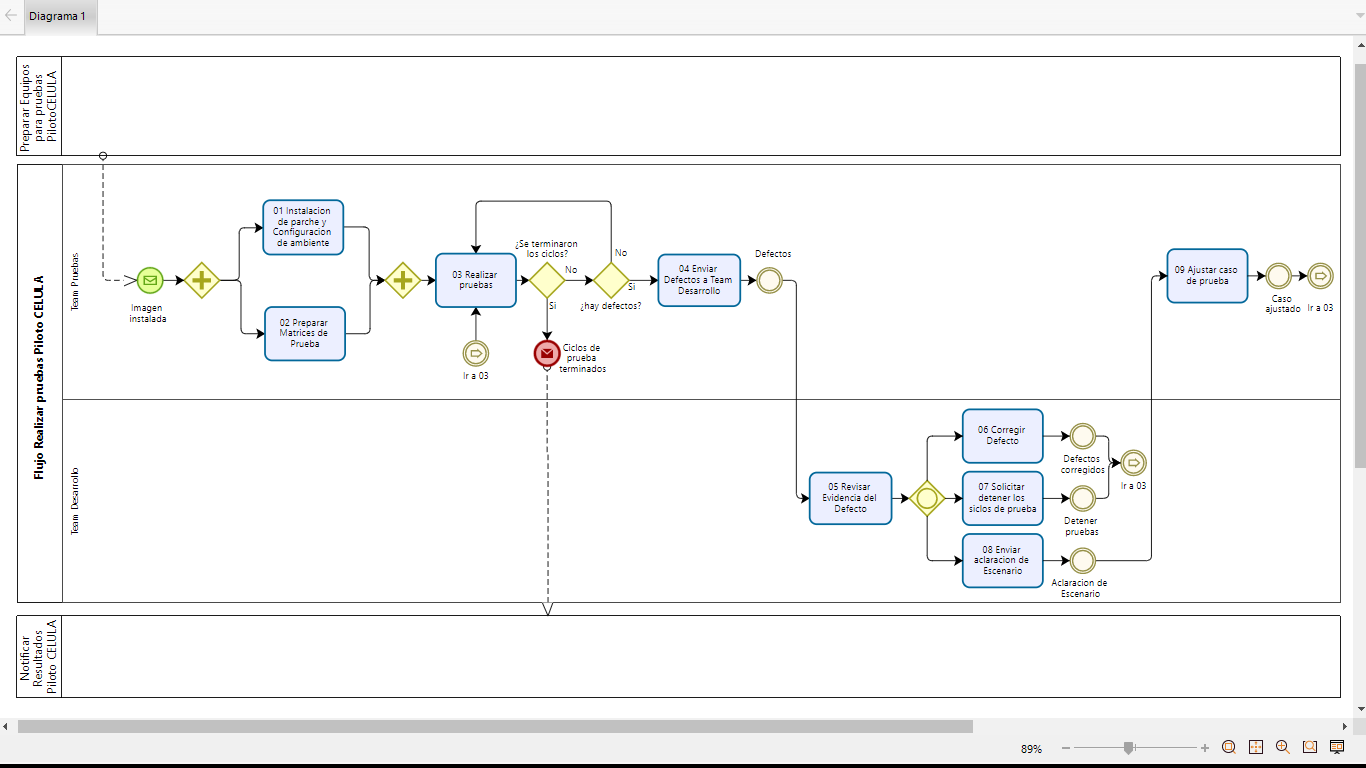 Diagrama 1
Preparar Equipos
para pruebas
PilotoCELULA
Flujo Realizar pruebas Piloto CELULA
Team Pruebas
Imagen
instalada
01 Instalacion
de parche y
Configuracion
de ambiente
02 Preparar
Matrices de
Prueba
03 Realizar
pruebas
Ir a 03
¿Se terminaron
los ciclos?
No
Si
Ciclos de
prueba
terminados
No
Si
¿hay defectos?
04 Enviar
Defectos a Team
Desarrollo
Defectos
09 Ajustar caso
de prueba
Caso
ajustado
Ir a 03
Team Desarrollo
05 Revisar
Evidencia del
Defecto
06 Corregir
Defecto
Defectos
corregidos
07 Solicitar
detener los
siclos de prueba
Detener
pruebas
Ir a 03
08 Enviar
aclaracion de
Escenario
Aclaracion de
Escenario
Notificar
Resultados
Piloto CELULA
89%